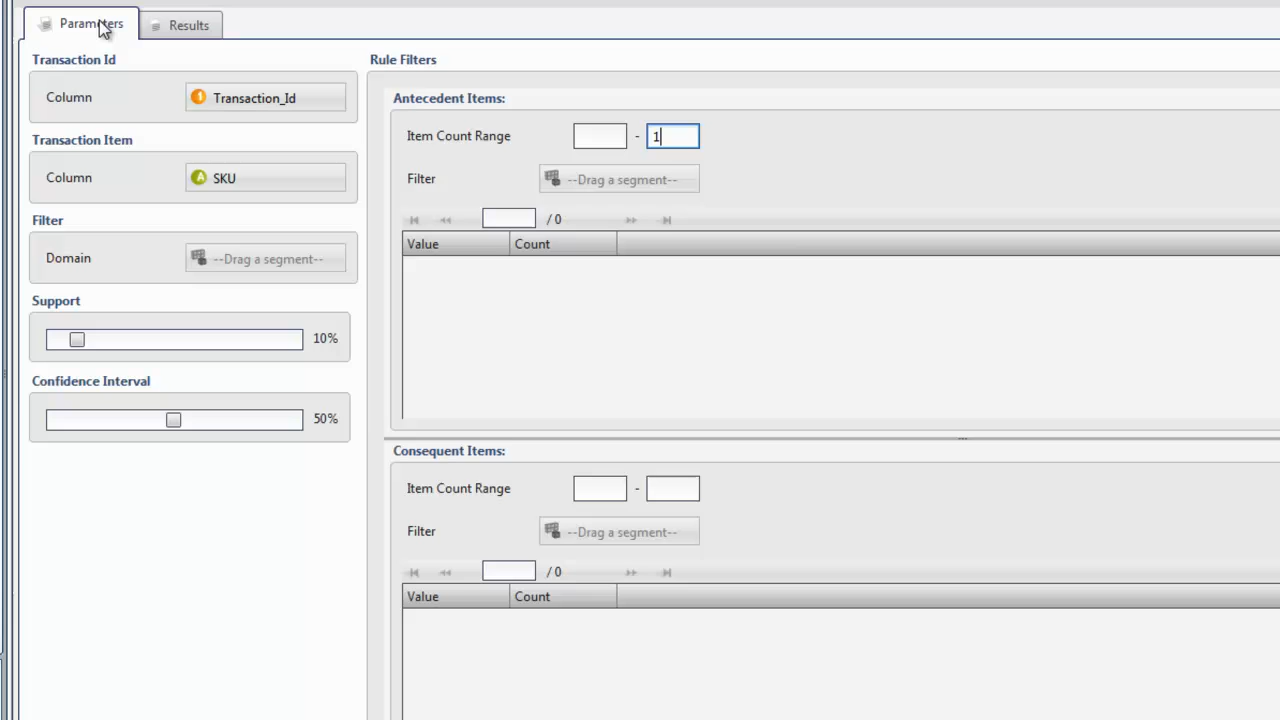 Parameters
Results
Transaction Id
Column
Transaction_Id
Transaction Item
Column
A
SKU
Filter
Domain
--Drag a segment--
Support
10%
Confidence Interval
50%
Rule Filters
Antecedent Items:
Item Count Range
-
1
Filter
--Drag a segment--
/ 0
Value
Count
Consequent Items:
Item Count Range
-
Filter
--Drag a segment--
/ 0
Value
Count